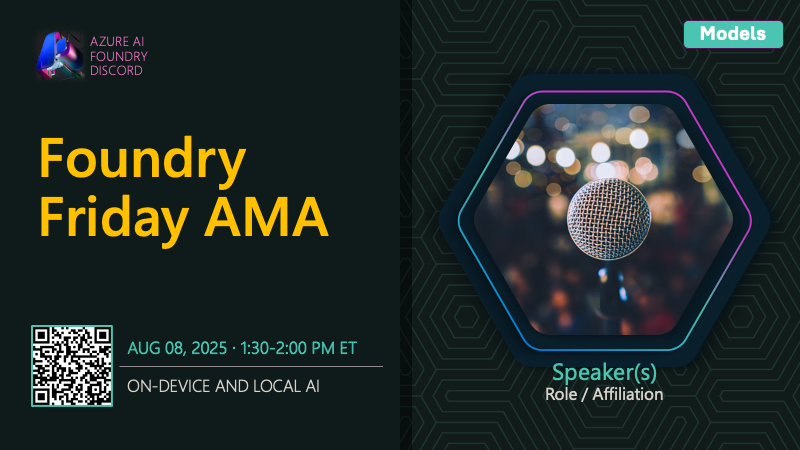 AZURE AI
FOUNDRY
DISCORD
Models
Foundry
Friday AMA
AUG 08, 2025 · 1:30-2:00 PM ET
ON-DEVICE AND LOCAL AI
Speaker(s)
Role / Affiliation